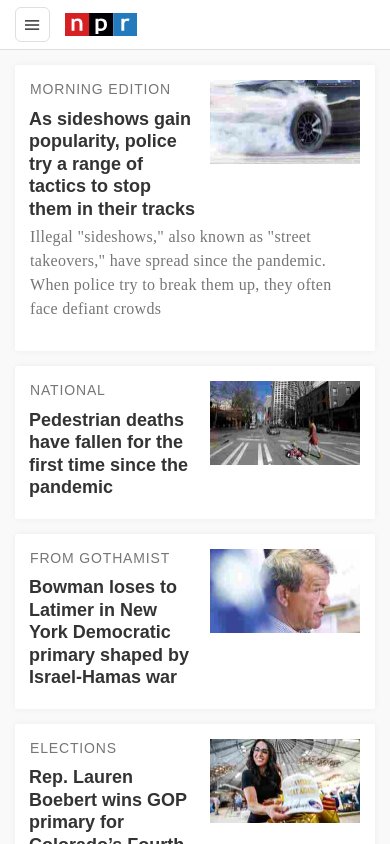 npr
MORNING EDITION
As sideshows gain
popularity, police
try a range of
tactics to stop
them in their tracks
Illegal "sideshows," also known as "street
takeovers," have spread since the pandemic.
When police try to break them up, they often
face defiant crowds
NATIONAL
Pedestrian deaths
have fallen for the
first time since the
pandemic
FROM GOTHAMIST
Bowman loses to
Latimer in New
York Democratic
primary shaped by
Israel-Hamas war
ELECTIONS
Rep. Lauren
Boebert wins GOP
primary for
Colorado's Fourth